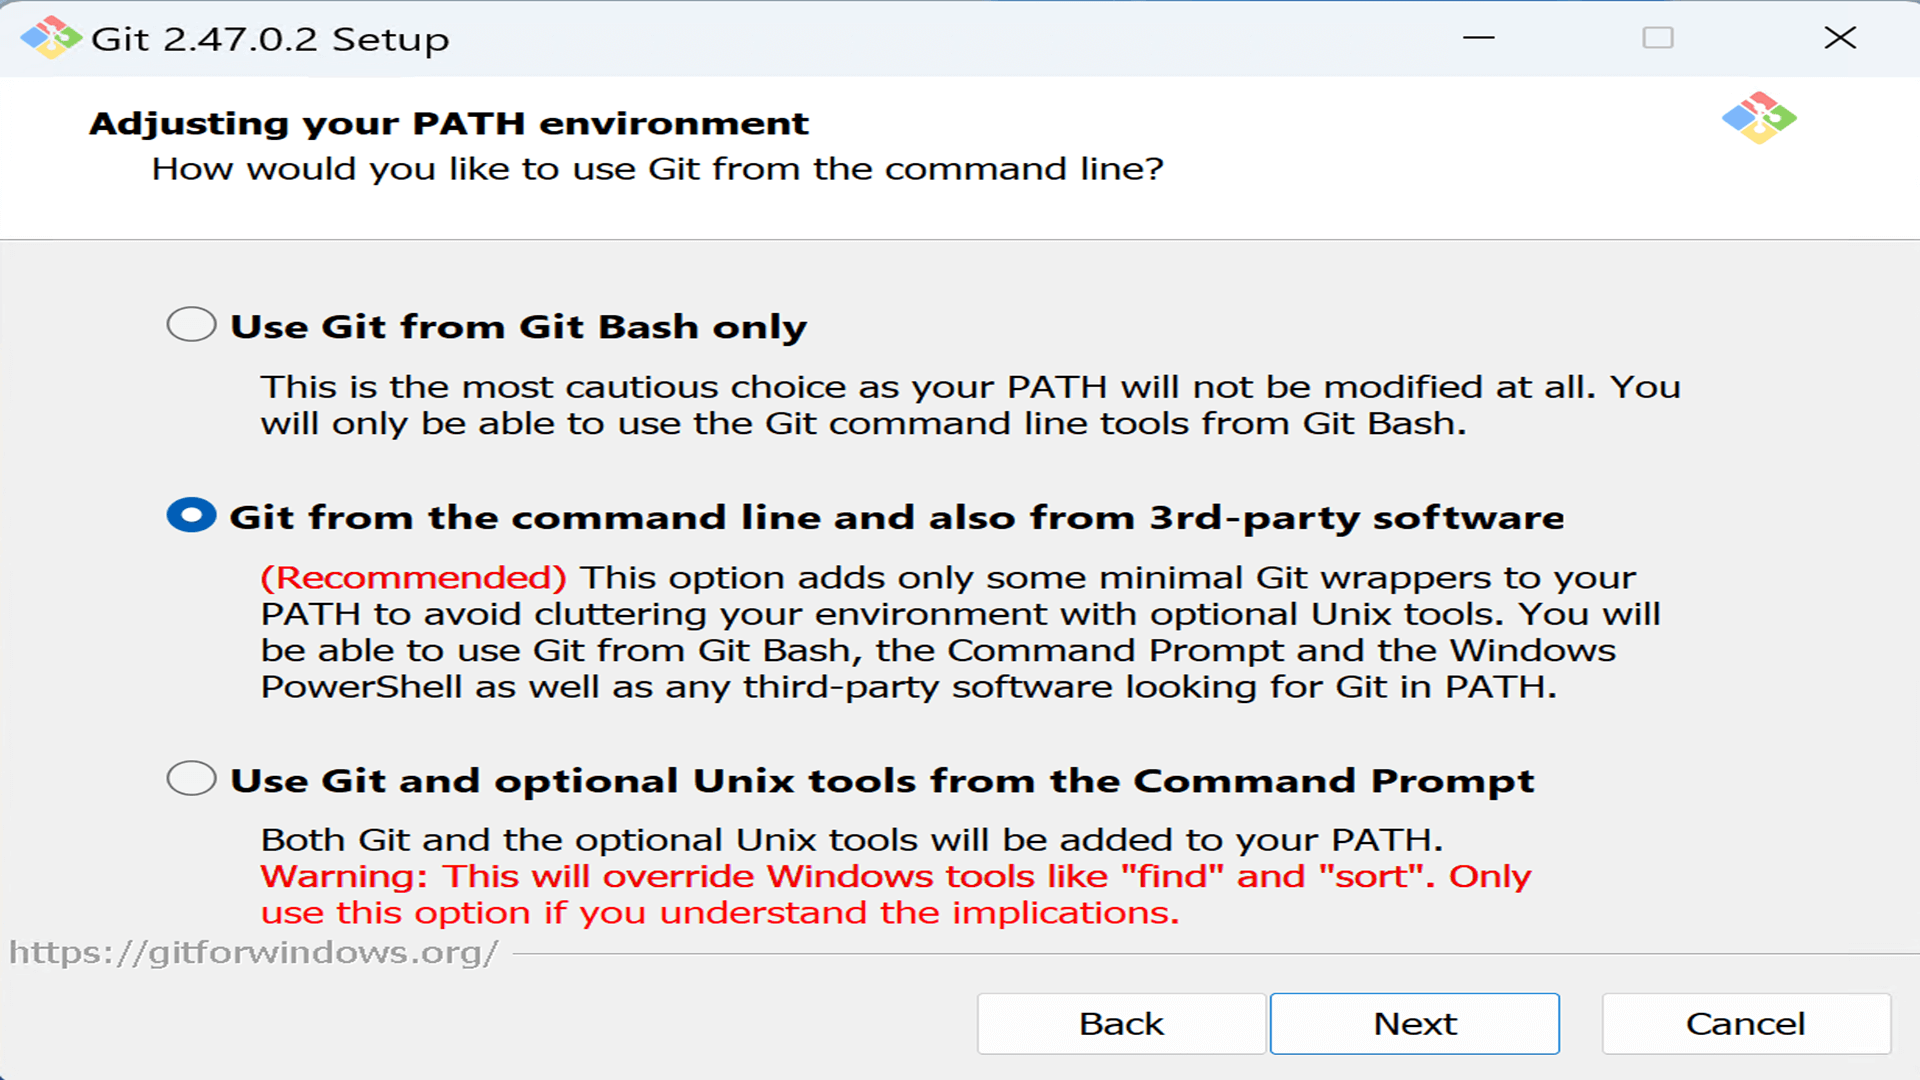 Git 2.47.0.2 Setup
Adjusting your PATH environment
How would you like to use Git from the command line?
Use Git from Git Bash only
This is the most cautious choice as your PATH will not be modified at all. You
will only be able to use the Git command line tools from Git Bash.
Git from the command line and also from 3rd-party software
(Recommended) This option adds only some minimal Git wrappers to your
PATH to avoid cluttering your environment with optional Unix tools. You will
be able to use Git from Git Bash, the Command Prompt and the Windows
PowerShell as well as any third-party software looking for Git in PATH.
Use Git and optional Unix tools from the Command Prompt
Both Git and the optional Unix tools will be added to your PATH.
Warning: This will override Windows tools like "find" and "sort". Only
use this option if you understand the implications.
https://gitforwindows.org/
Back
Next
Cancel